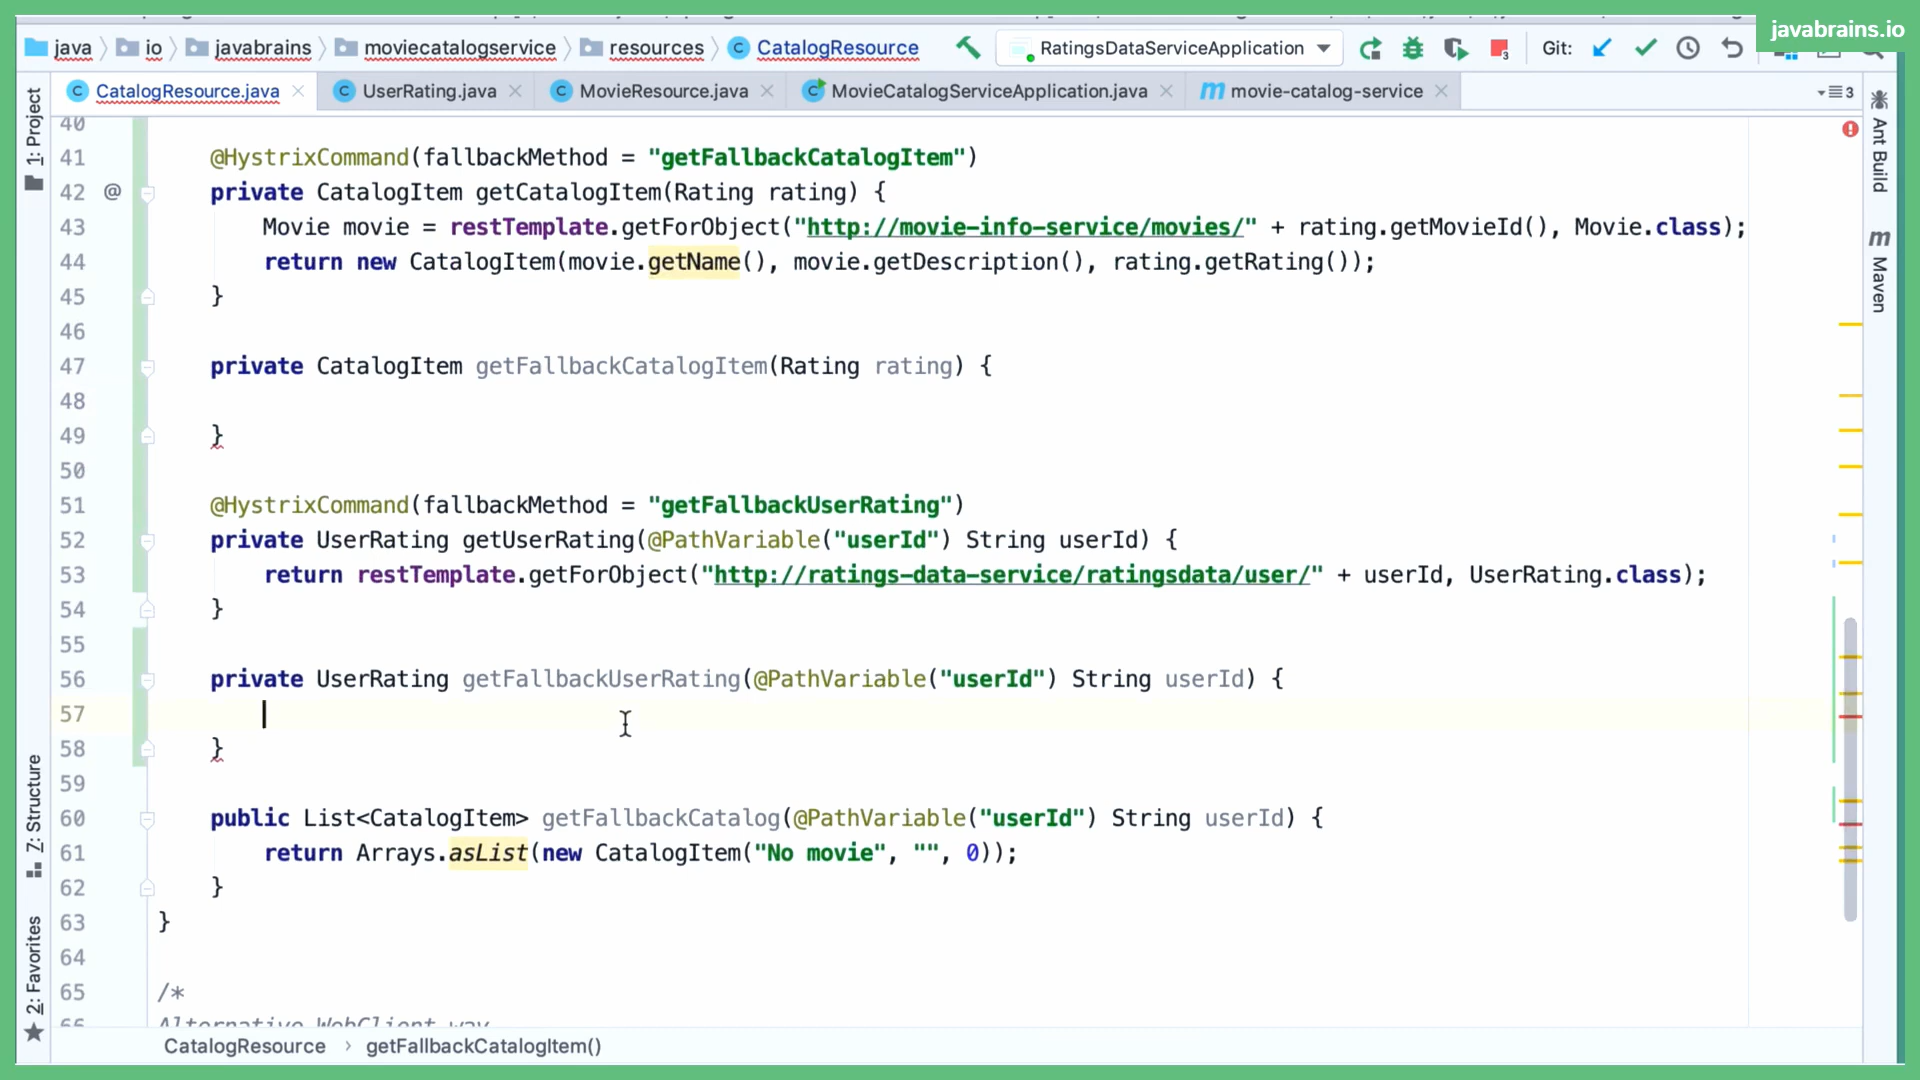 javabrains.io
java io javabrains moviecatalogservice resources CatalogResource RatingsDataServiceApplication 3 Git:
CatalogResource.java UserRating.java MovieResource.java MovieCatalogServiceApplication.java movie-catalog-service 3
1: Project
7: Structure
2: Favorites
Ant Build
Maven
40
41 @HystrixCommand(fallbackMethod = "getFallbackCatalogItem")
42 @ private CatalogItem getCatalogItem(Rating rating) {
43 Movie movie = restTemplate.getForObject("http://movie-info-service/movies/" + rating.getMovieId(), Movie.class);
44 return new CatalogItem(movie.getName(), movie.getDescription(), rating.getRating());
45 }
46
47 private CatalogItem getFallbackCatalogItem(Rating rating) {
48
49 }
50
51 @HystrixCommand(fallbackMethod = "getFallbackUserRating")
52 private UserRating getUserRating(@PathVariable("userId") String userId) {
53 return restTemplate.getForObject("http://ratings-data-service/ratingsdata/user/" + userId, UserRating.class);
54 }
55
56 private UserRating getFallbackUserRating(@PathVariable("userId") String userId) {
57
58 }
59
60 public List<CatalogItem> getFallbackCatalog(@PathVariable("userId") String userId) {
61 return Arrays.asList(new CatalogItem("No movie", "", 0));
62 }
63 }
64
65 /*
66 Alternative WebClient way
CatalogResource › getFallbackCatalogItem()